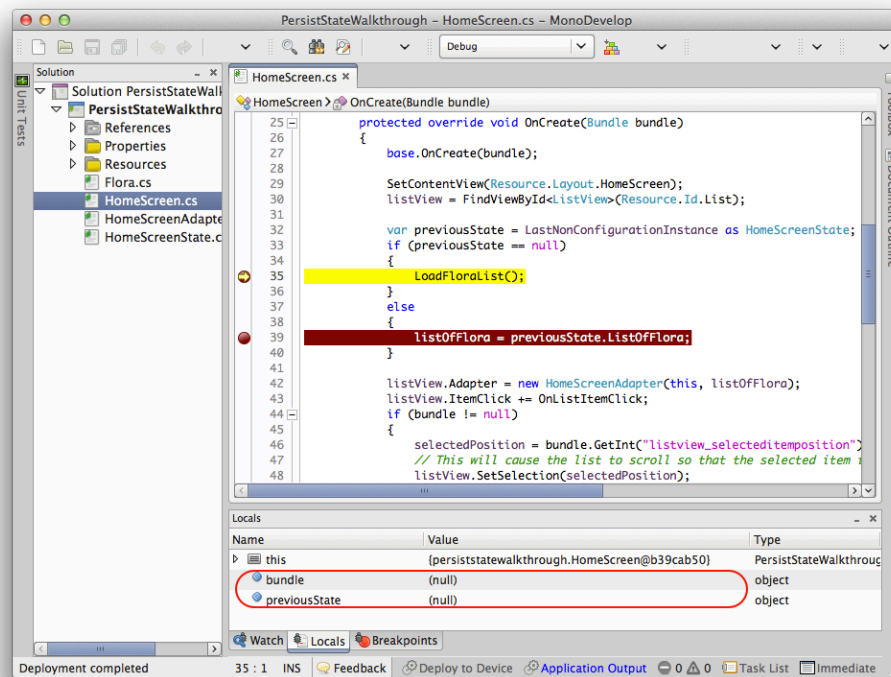 PersistStateWalkthrough – HomeScreen.cs – MonoDevelop
Debug
Solution
Unit Tests
Solution PersistStateWalk
PersistStateWalkthro
References
Properties
Resources
Flora.cs
HomeScreen.cs
HomeScreenAdapte
HomeScreenState.c
HomeScreen.cs
HomeScreen › OnCreate(Bundle bundle)
25 protected override void OnCreate(Bundle bundle)
26 {
27 base.OnCreate(bundle);
28
29 SetContentView(Resource.Layout.HomeScreen);
30 listView = FindViewById<ListView>(Resource.Id.List);
31
32 var previousState = LastNonConfigurationInstance as HomeScreenState;
33 if (previousState == null)
34 {
35 LoadFloraList();
36 }
37 else
38 {
39 listOfFlora = previousState.ListOfFlora;
40 }
41
42 listView.Adapter = new HomeScreenAdapter(this, listOfFlora);
43 listView.ItemClick += OnListItemClick;
44 if (bundle != null)
45 {
46 selectedPosition = bundle.GetInt("listview_selecteditemposition")
47 // This will cause the list to scroll so that the selected item
48 listView.SetSelection(selectedPosition);
Locals
Name Value Type
this {persiststatewalkthrough.HomeScreen@b39cab50} PersistStateWalkthroug
bundle (null) object
previousState (null) object
Watch Locals Breakpoints
Deployment completed 35 : 1 INS Feedback Deploy to Device Application Output 0 0 Task List Immediate